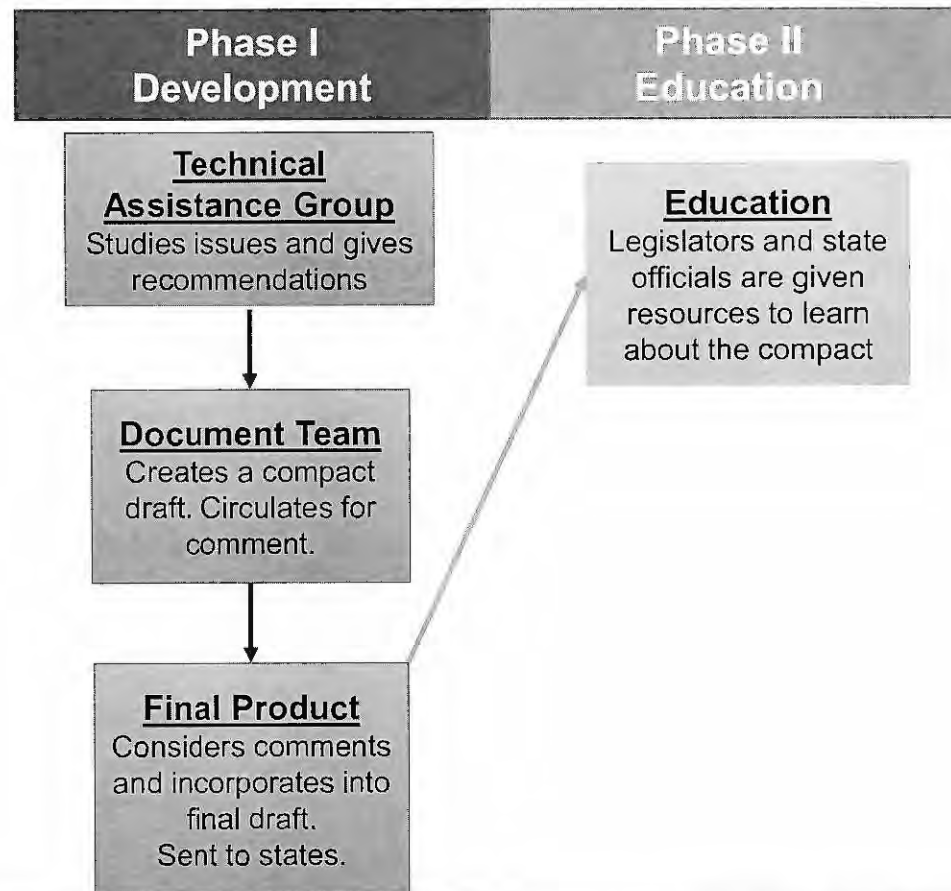 Phase I
Development
Phase II
Education
Technical
Assistance Group
Studies issues and gives
recommendations
Document Team
Creates a compact
draft. Circulates for
comment.
Final Product
Considers comments
and incorporates into
final draft.
Sent to states.
Education
Legislators and state
officials are given
resources to learn
about the compact